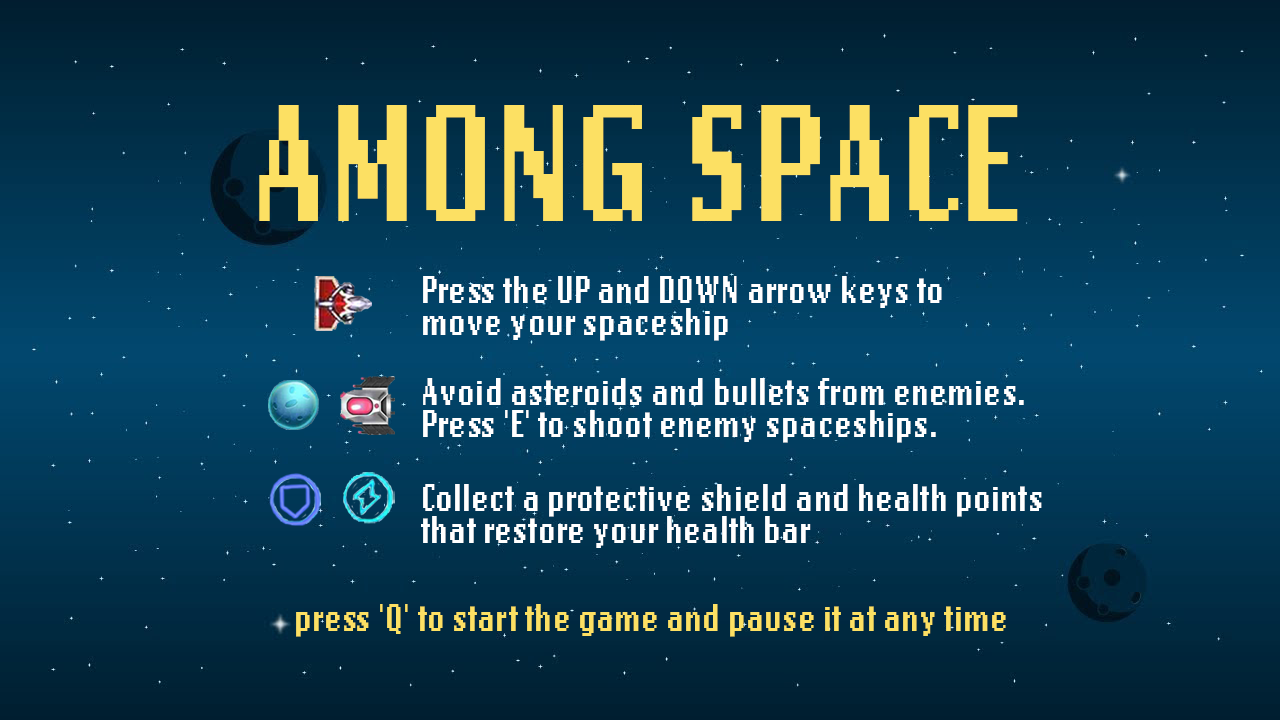 AMONG SPACE
Press the UP and DOWN arrow keys to
move your spaceship
Avoid asteroids and bullets from enemies.
Press 'E' to shoot enemy spaceships.
Collect a protective shield and health points
that restore your health bar
press 'Q' to start the game and pause it at any time